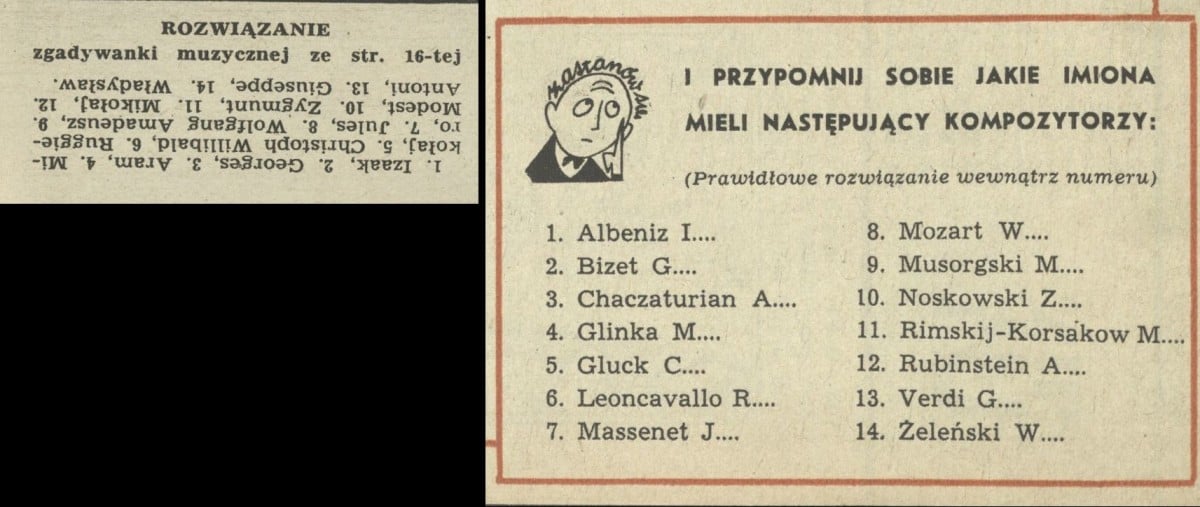 ROZWIĄZANIE
zgadywanki muzycznej ze str. 16-tej
1. Izaak, 2. Georges, 3. Aram, 4. Mi-
kołaj, 5. Christoph Willibald, 6. Ruggie-
ro, 7. Jules, 8. Wolfgang Amadeusz, 9.
Modest, 10. Zygmunt, 11. Mikołaj, 12.
Antoni, 13. Giuseppe, 14. Władysław.
zastanów się
I PRZYPOMNIJ SOBIE JAKIE IMIONA
MIELI NASTĘPUJĄCY KOMPOZYTORZY:
(Prawidłowe rozwiązanie wewnątrz numeru)
1. Albeniz I....
2. Bizet G....
3. Chaczaturian A....
4. Glinka M....
5. Gluck C....
6. Leoncavallo R....
7. Massenet J....
8. Mozart W....
9. Musorgski M....
10. Noskowski Z....
11. Rimskij-Korsakow M....
12. Rubinstein A....
13. Verdi G....
14. Żeleński W....